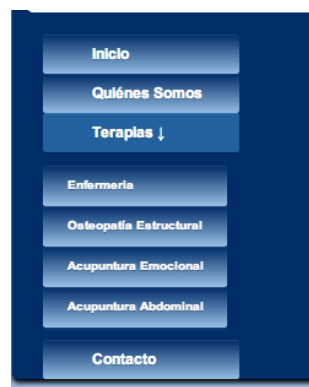 Inicio
Quiénes Somos
Terapias ↓
Enfermeria
Osteopatía Estructural
Acupuntura Emocional
Acupuntura Abdominal
Contacto